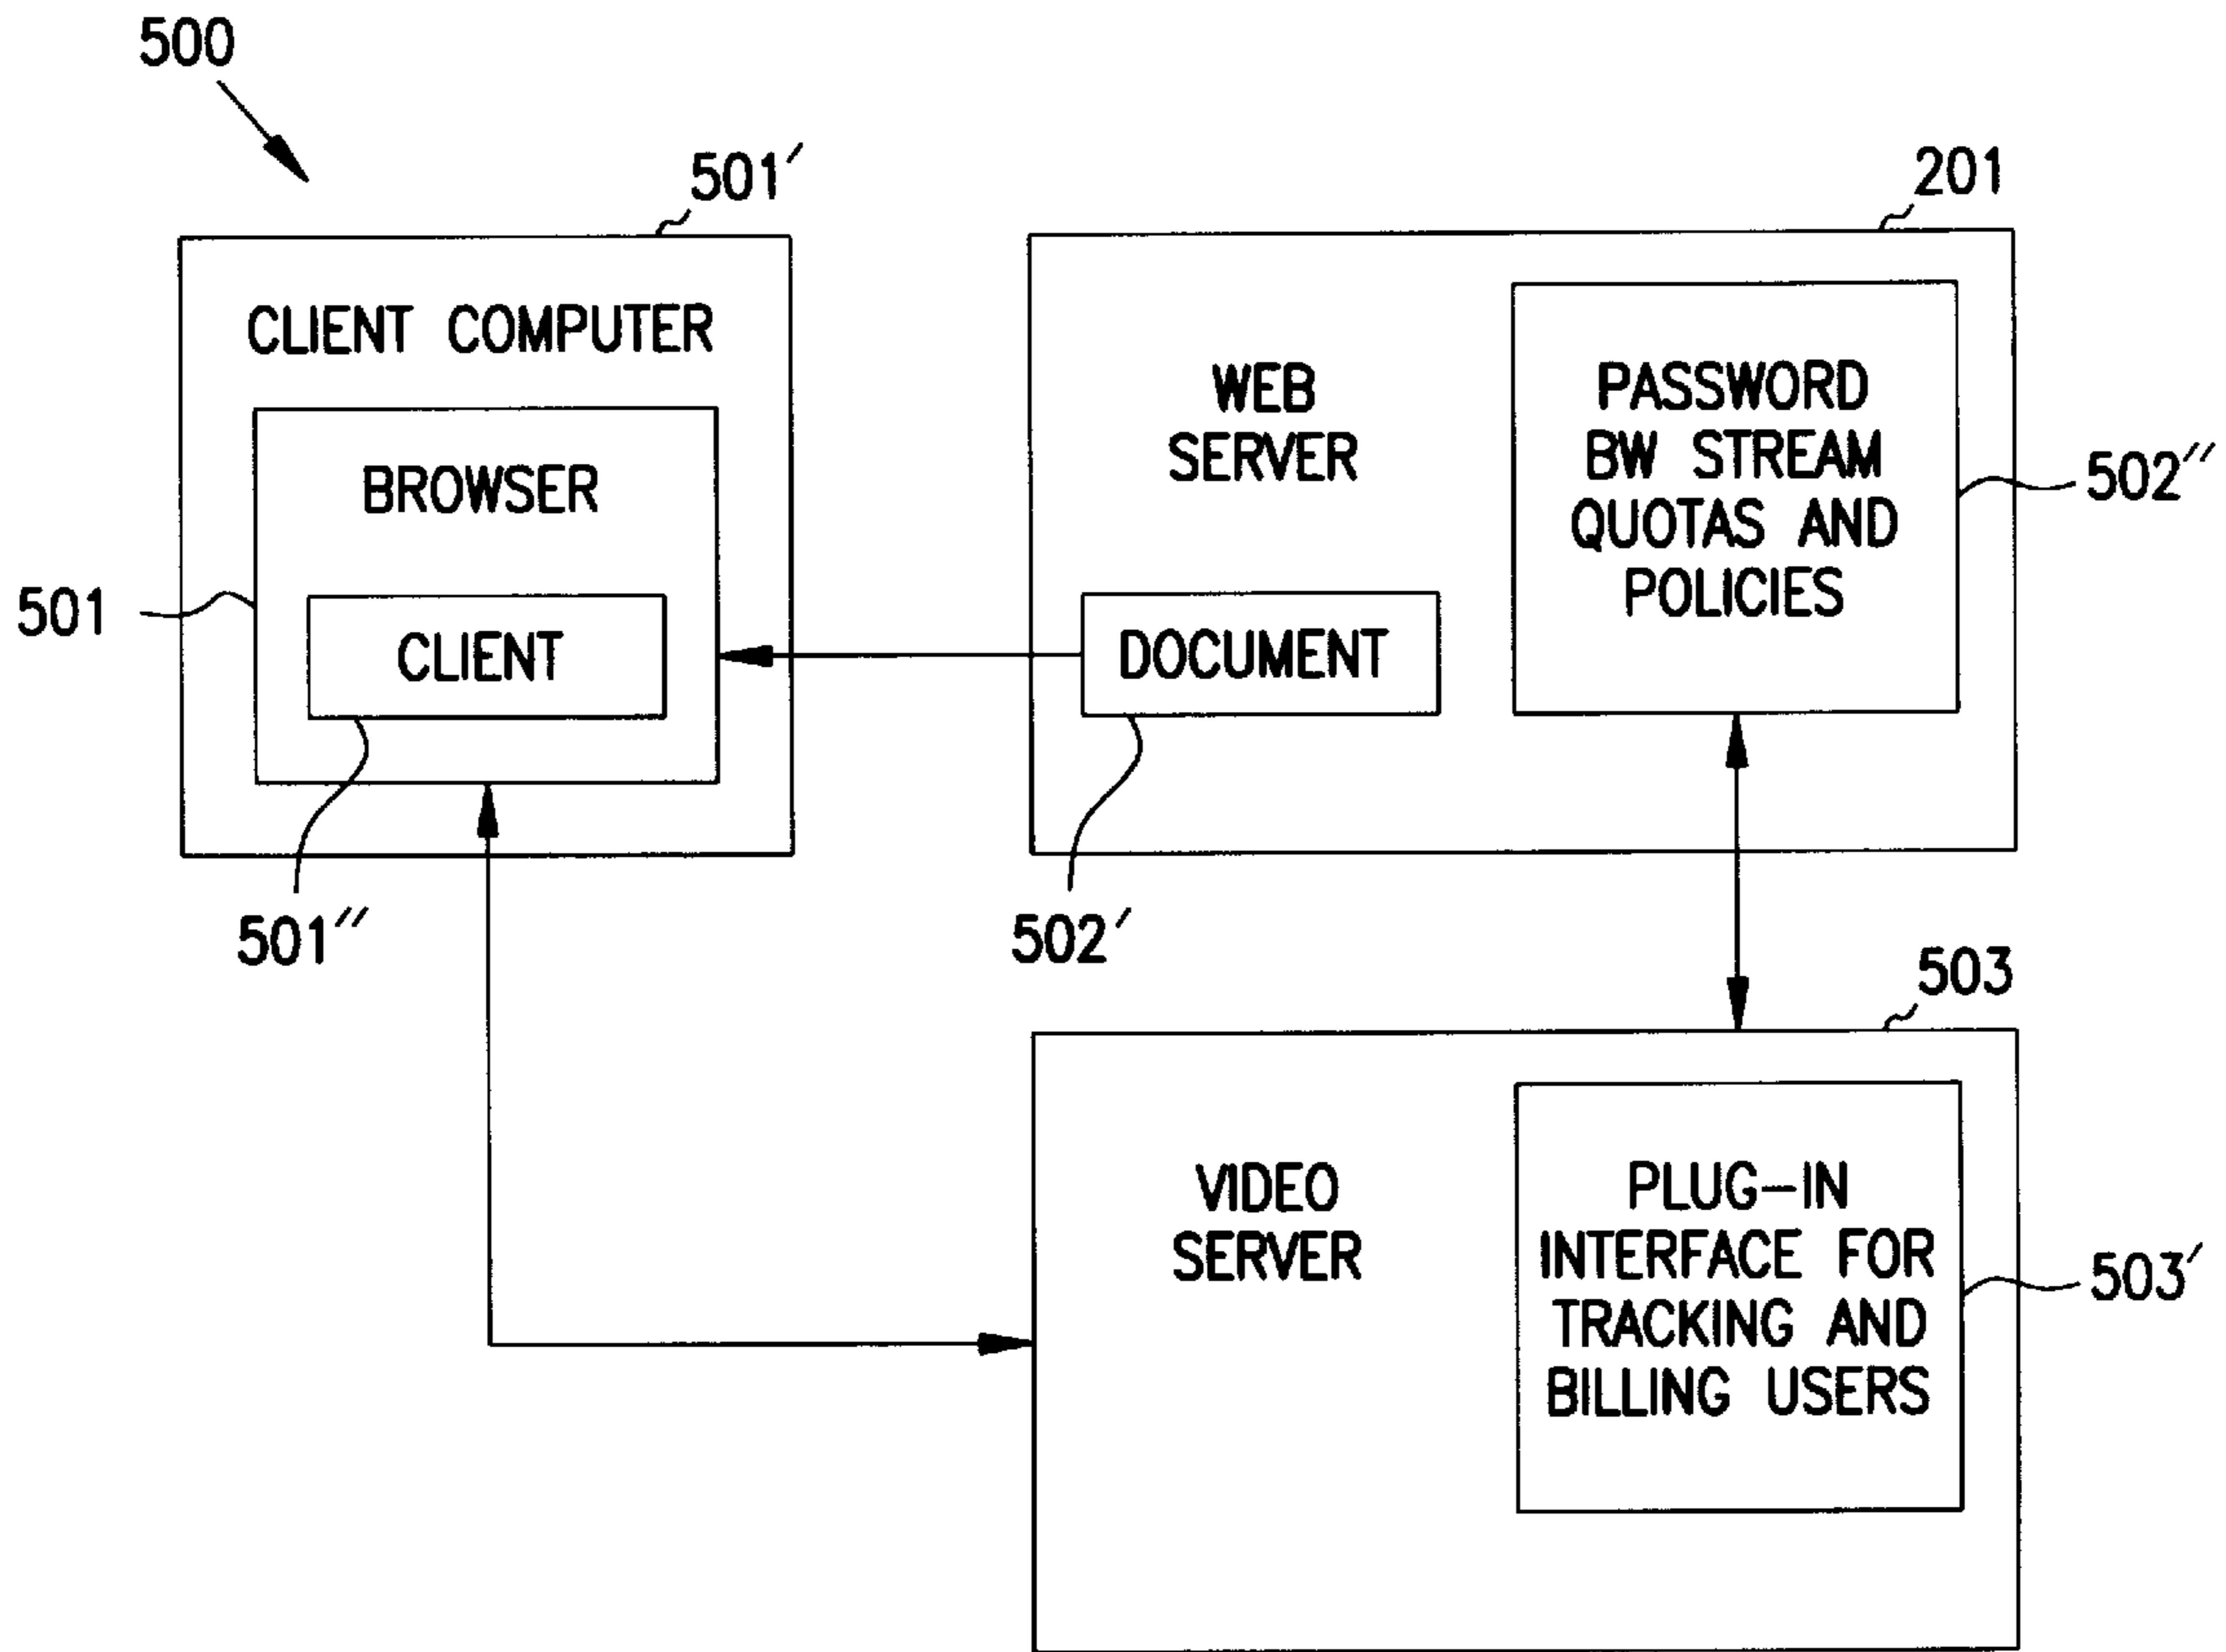 500
501′
201
CLIENT COMPUTER
BROWSER
CLIENT
501
501″
WEB
SERVER
DOCUMENT
502′
PASSWORD
BW STREAM
QUOTAS AND
POLICIES
502″
503
VIDEO
SERVER
PLUG-IN
INTERFACE FOR
TRACKING AND
BILLING USERS
503′